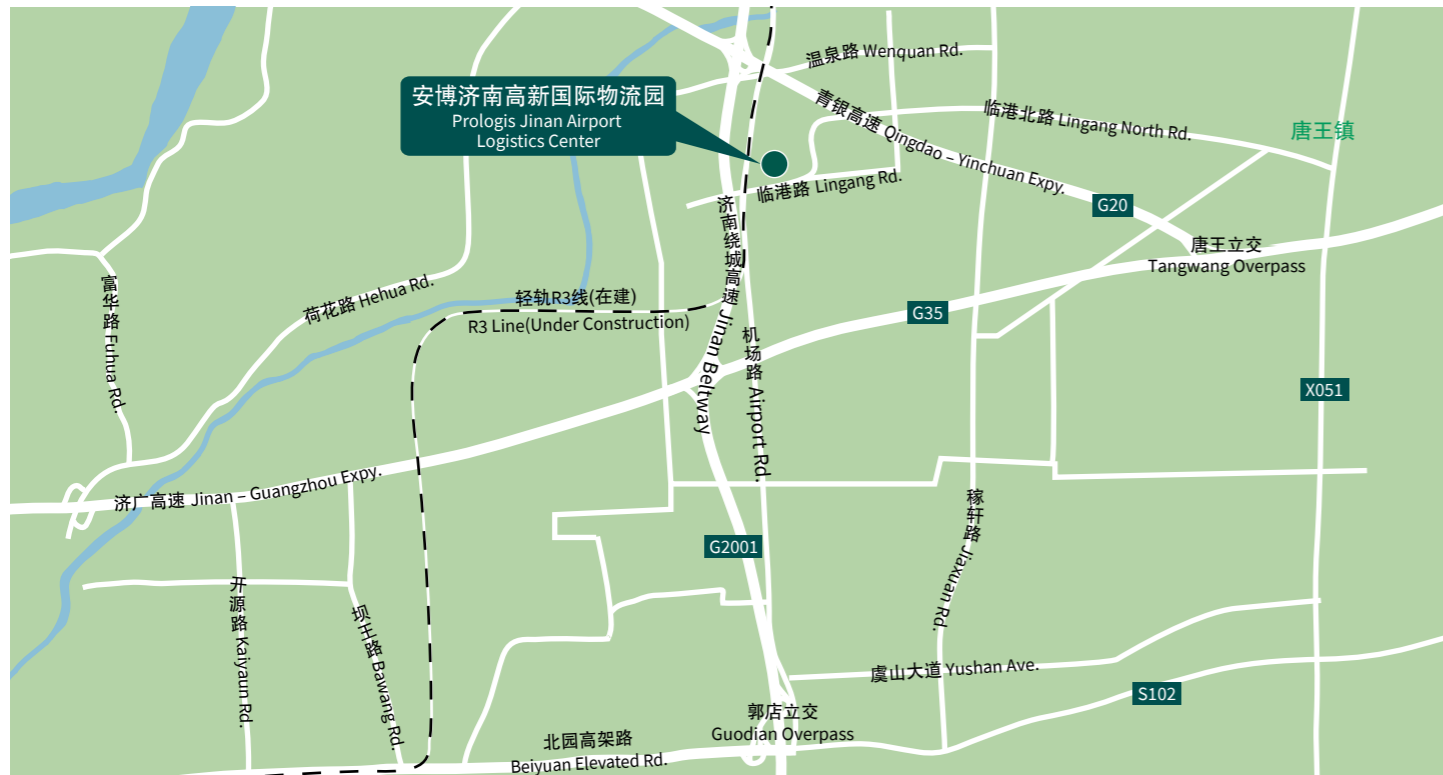 温泉路 Wenquan Rd.
安博济南高新国际物流园
Prologis Jinan Airport
Logistics Center
青银高速 Qingdao – Yinchuan Expy.
临港北路 Lingang North Rd.
唐王镇
临港路 Lingang Rd.
G20
济南绕城高速 Jinan Beltway
唐王立交
Tangwang Overpass
富华路 Fuhua Rd.
荷花路 Hehua Rd.
轻轨R3线(在建)
R3 Line(Under Construction)
G35
机场路 Airport Rd.
X051
济广高速 Jinan – Guangzhou Expy.
稼轩路 Jiaxuan Rd.
G2001
开源路 Kaiyaun Rd.
坝王路 Bawang Rd.
虞山大道 Yushan Ave.
S102
郭店立交
Guodian Overpass
北园高架路
Beiyuan Elevated Rd.